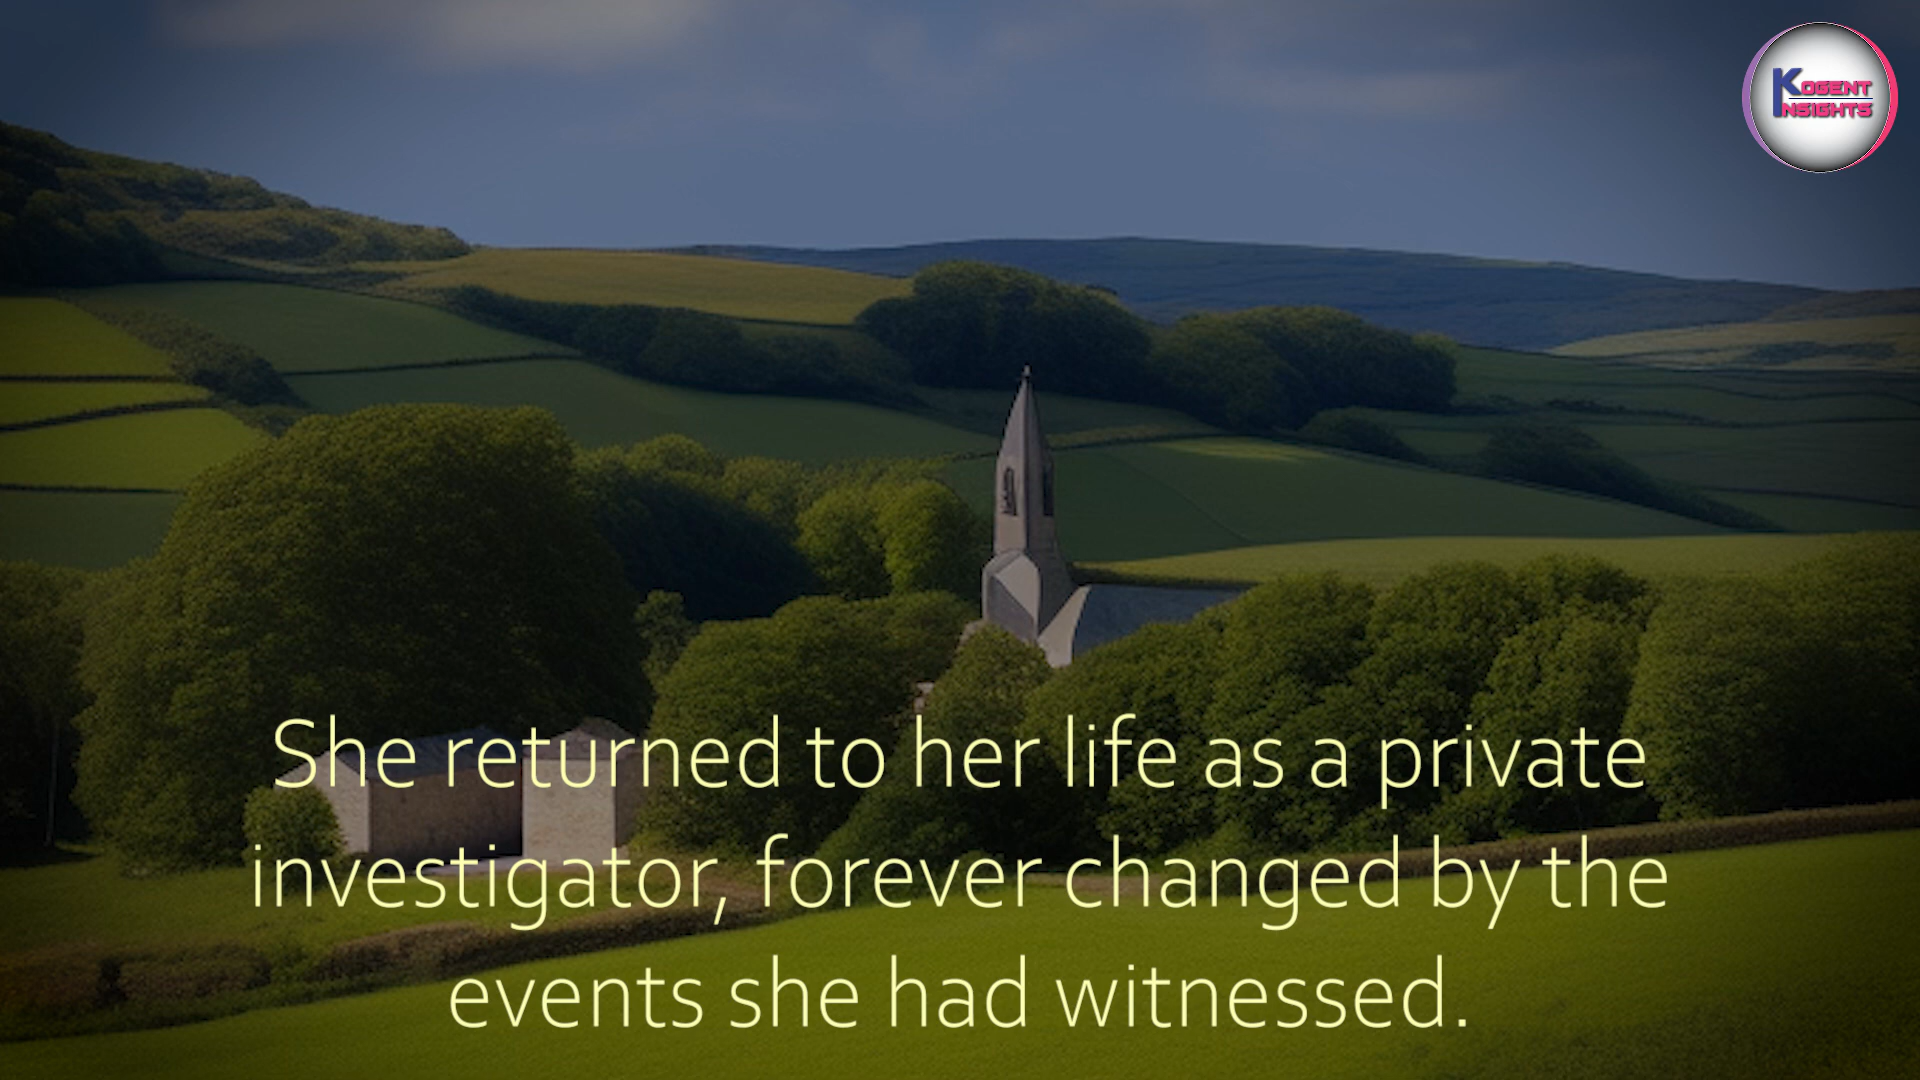 KOGENT
INSIGHTS
She returned to her life as a private
investigator, forever changed by the
events she had witnessed.